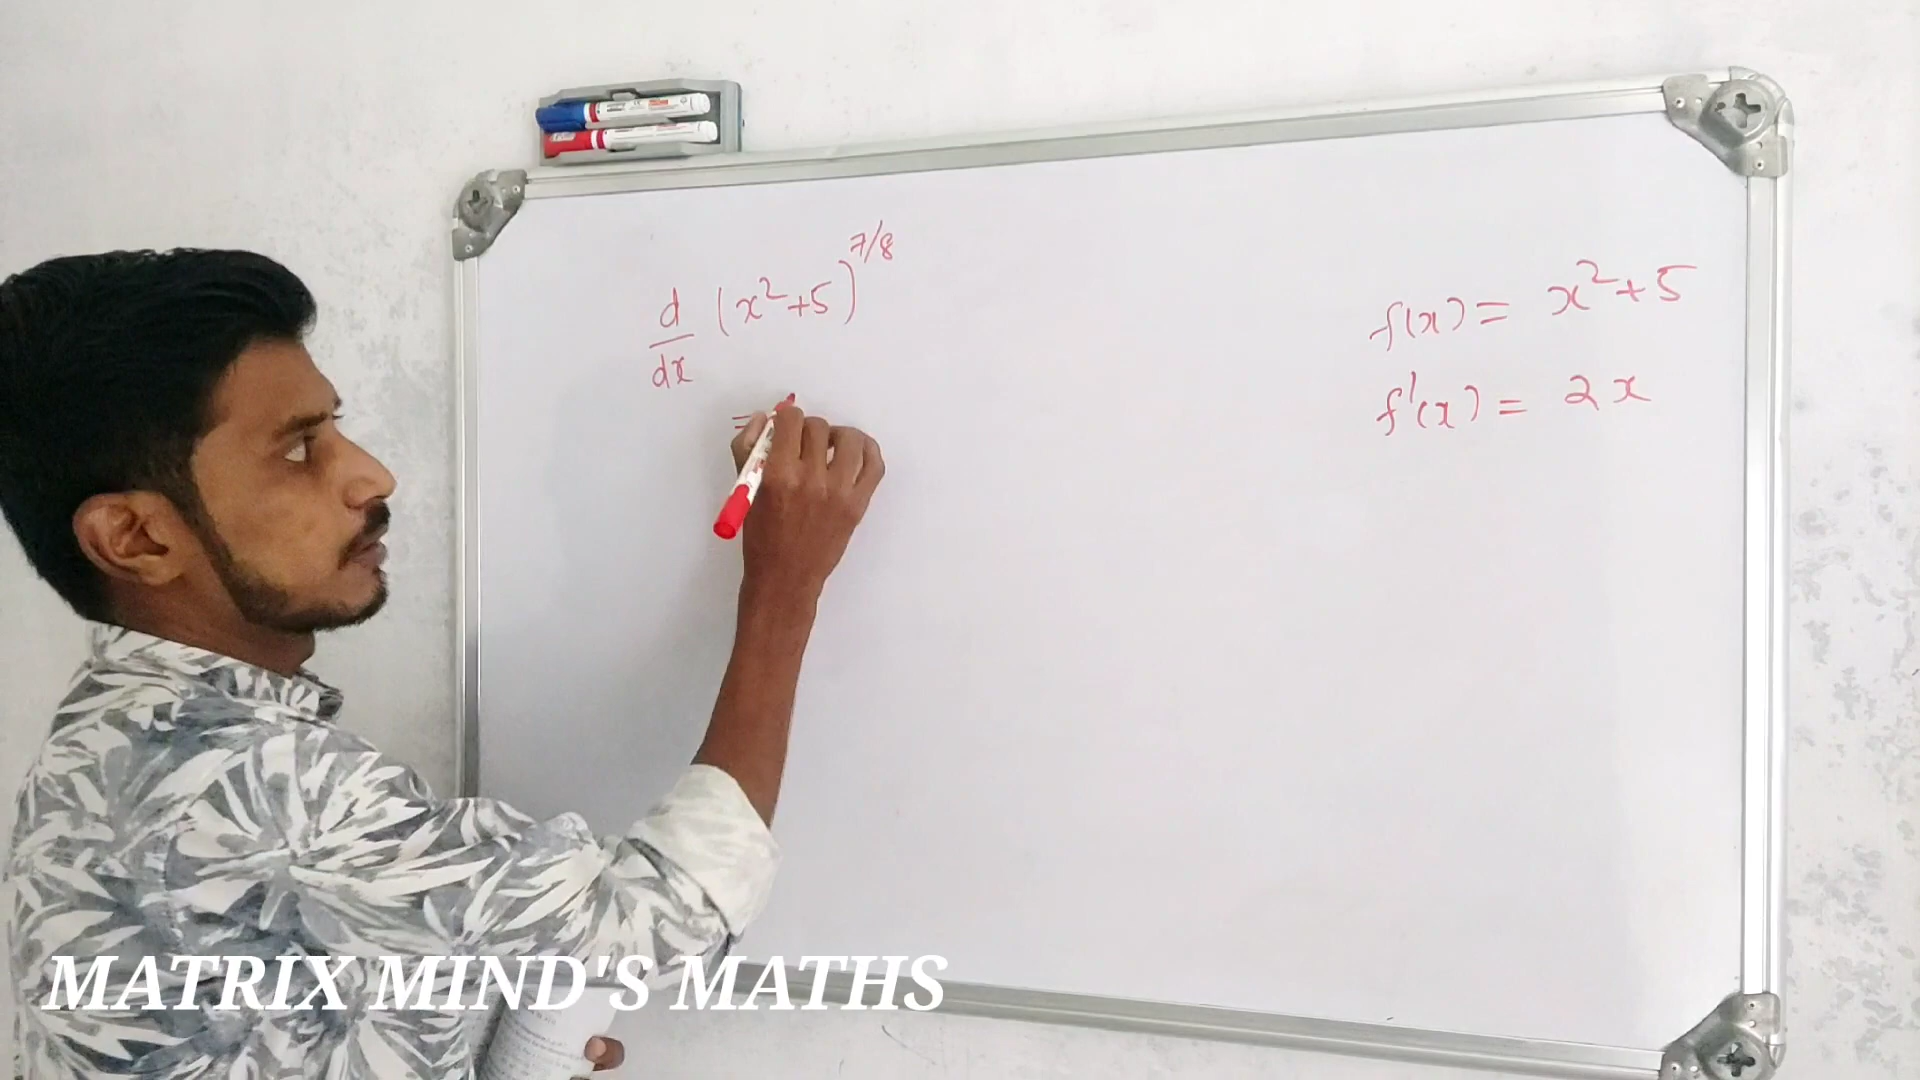 d/dx (x²+5)^7/8
=
f(x) = x²+5
f'(x) = 2x
MATRIX MIND'S MATHS